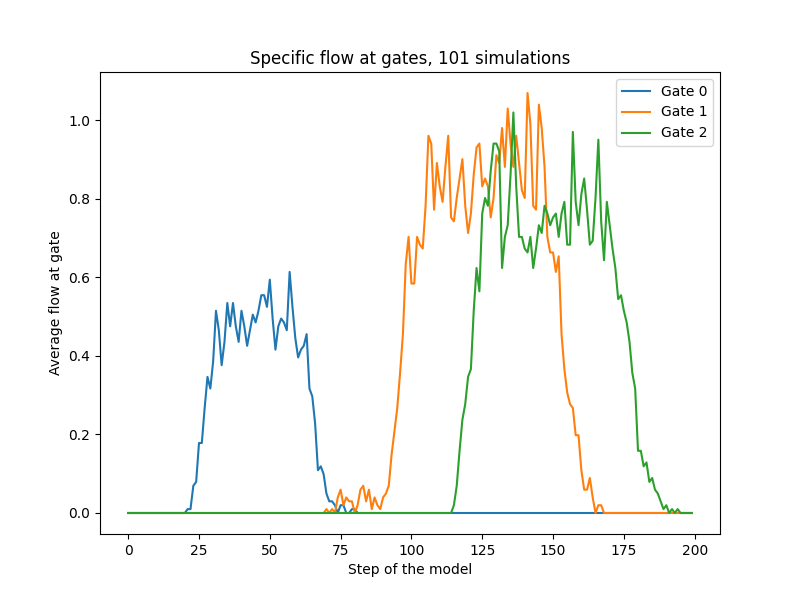 Specific flow at gates, 101 simulations
Gate 0
Gate 1
Gate 2
Average flow at gate
1.0
0.8
0.6
0.4
0.2
0.0
0 25 50 75 100 125 150 175 200
Step of the model